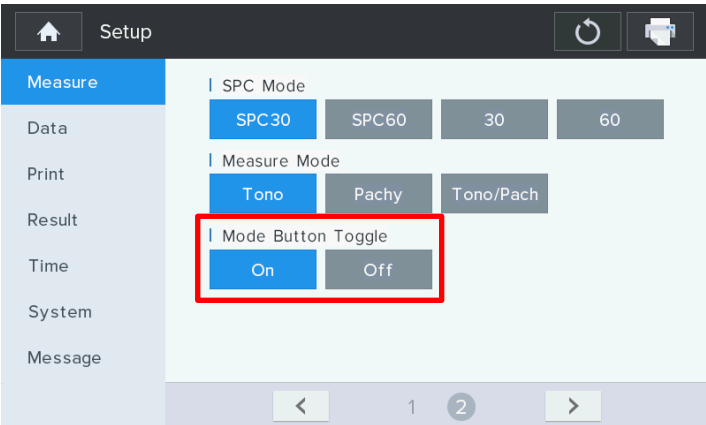 Setup
Measure
Data
Print
Result
Time
System
Message
SPC Mode
SPC30 SPC60 30 60
Measure Mode
Tono Pachy Tono/Pach
Mode Button Toggle
On Off
< 1 2 >